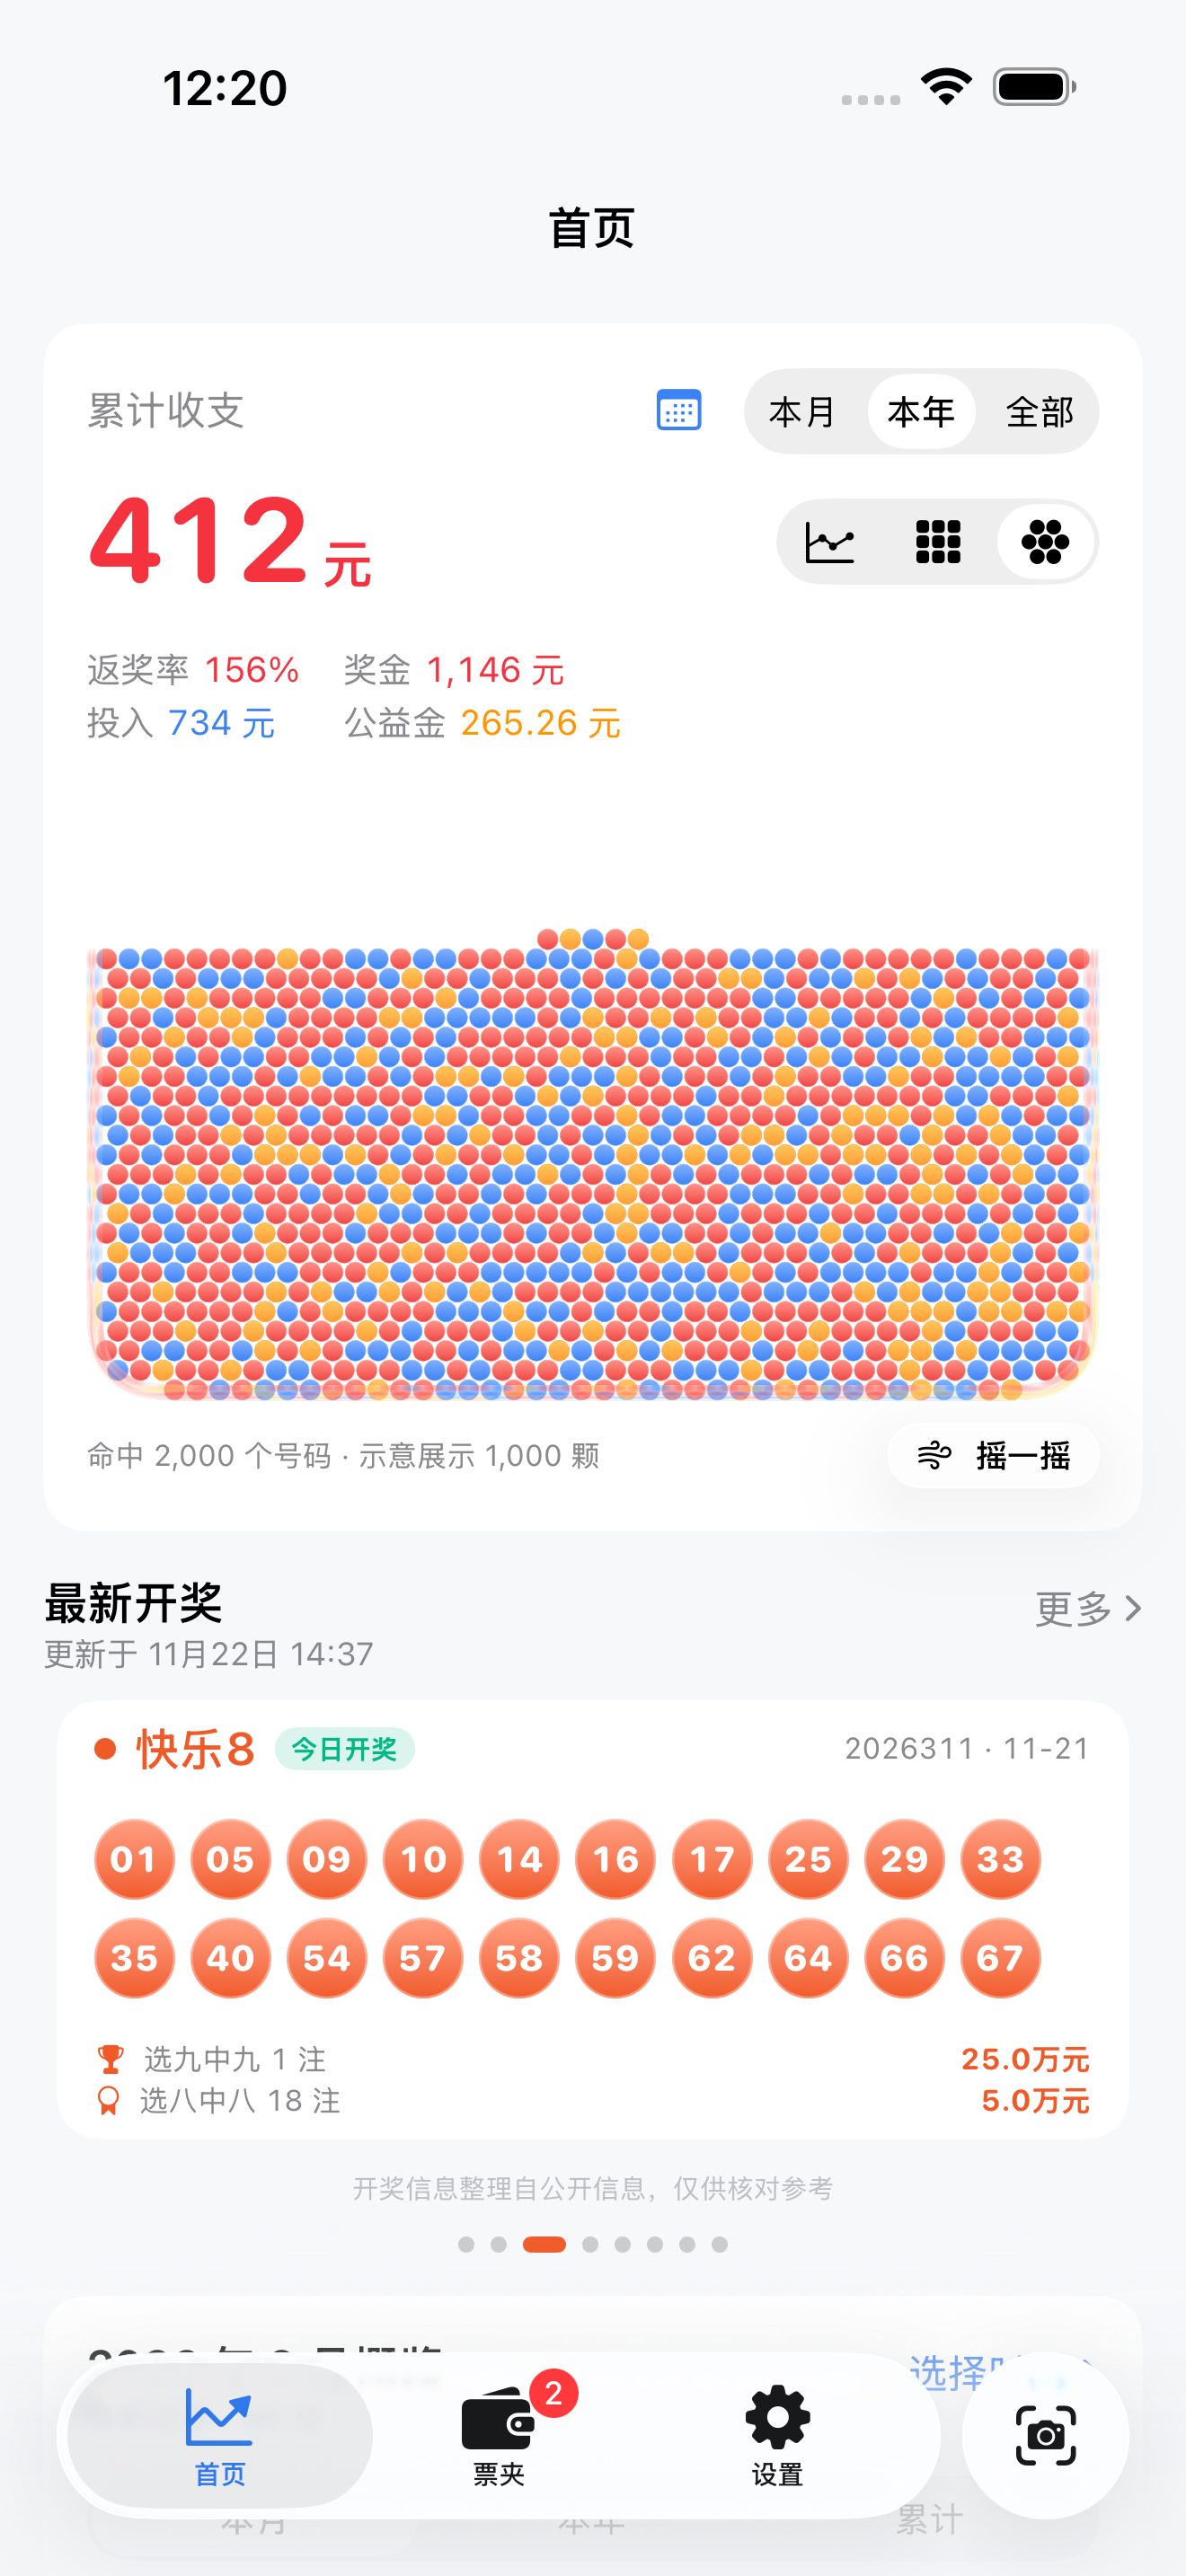 12:20
首页
累计收支
本月 本年 全部
412 元
返奖率 156% 奖金 1,146 元
投入 734 元 公益金 265.26 元
命中 2,000 个号码 · 示意展示 1,000 颗
摇一摇
最新开奖
更多
更新于 11月22日 14:37
快乐8 今日开奖 2026311 · 11-21
01 05 09 10 14 16 17 25 29 33
35 40 54 57 58 59 62 64 66 67
选九中九 1 注 25.0万元
选八中八 18 注 5.0万元
开奖信息整理自公开信息，仅供核对参考
选择
2
首页 票夹 设置
本月 本年 累计